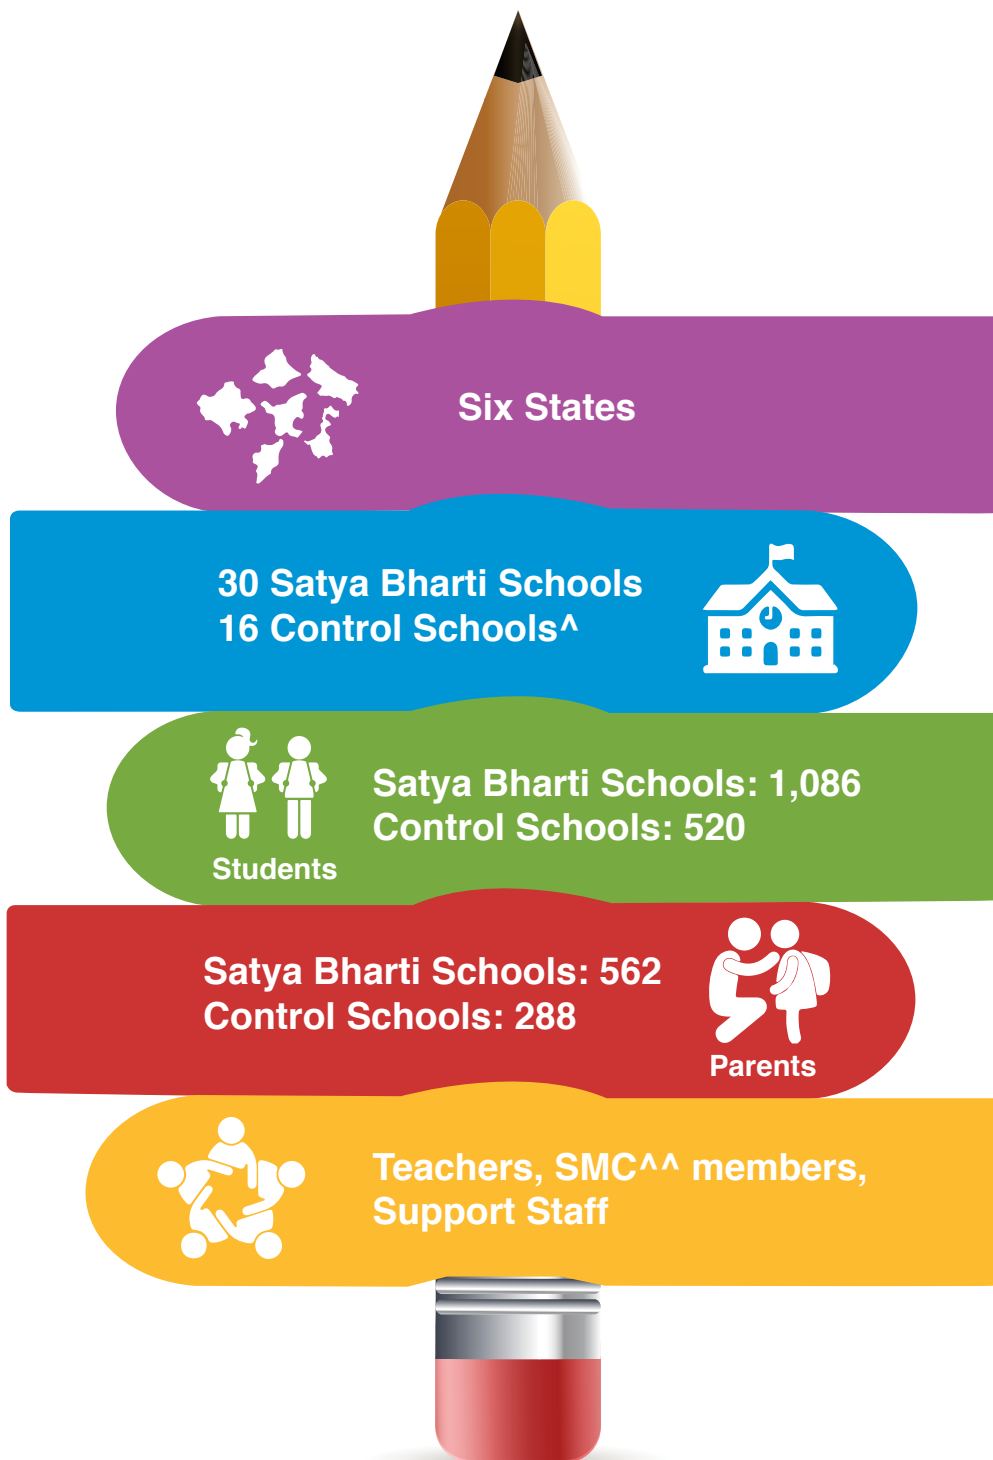 Six States
30 Satya Bharti Schools
16 Control Schools^
Satya Bharti Schools: 1,086
Control Schools: 520
Students
Satya Bharti Schools: 562
Control Schools: 288
Parents
Teachers, SMC^^ members,
Support Staff